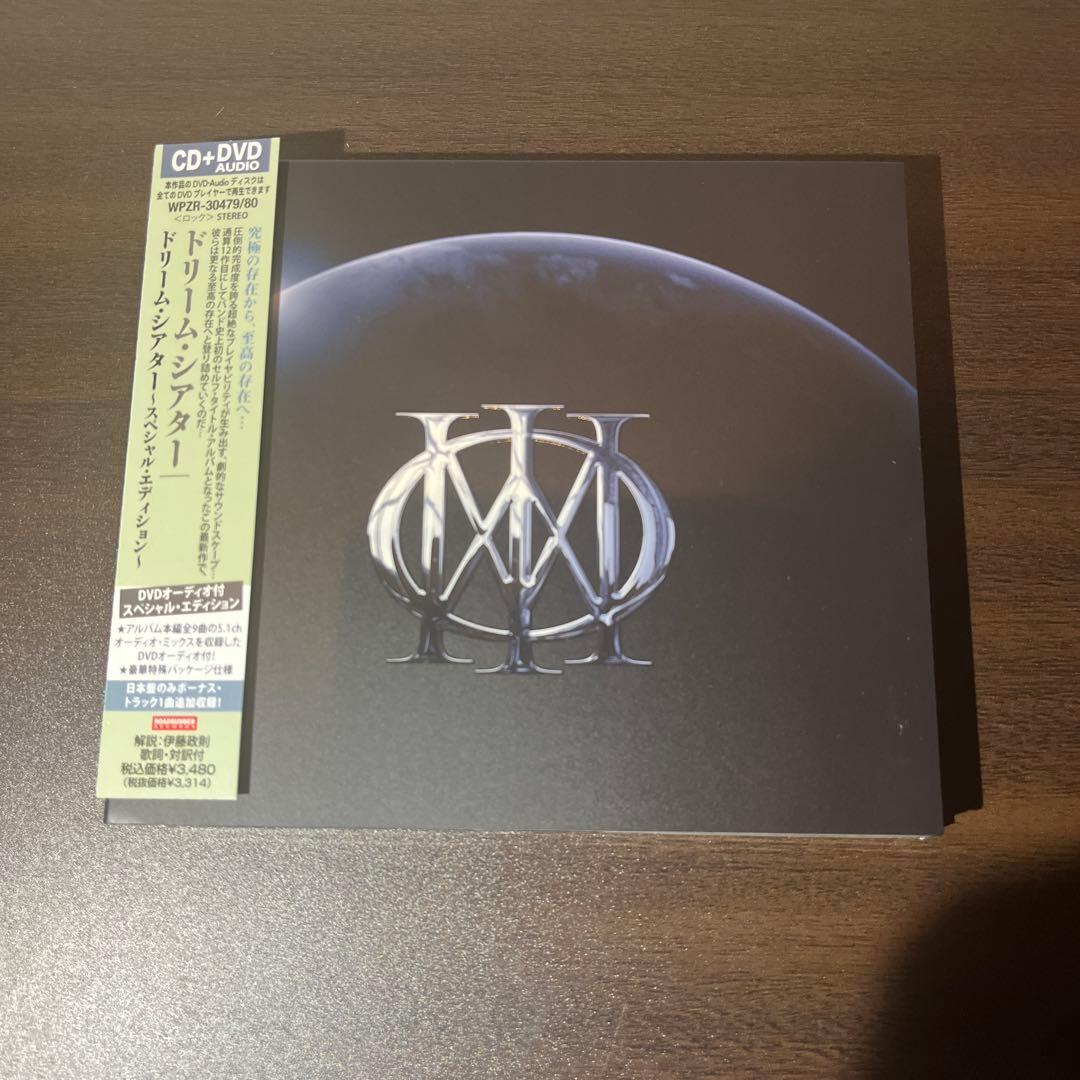 CD+DVD
AUDIO
本作品のDVD-Audioディスクは
全てのDVDプレイヤーで再生できます
WPZR-30479/80
<ロック> STEREO
究極の存在から、至高の存在へ…
圧倒的完成度を誇る超絶なプレイヤビリティが生み出す、劇的なサウンドスケープ…
通算12作目にしてバンド史上初のセルフ・タイトル・アルバムとなったこの最新作で、
彼らは更なる至高の存在へと登り詰めていくのだ…
ドリーム・シアター
ドリーム・シアター~スペシャル・エディション~
DVDオーディオ付
スペシャル・エディション
★アルバム本編全9曲の5.1ch
オーディオ・ミックスを収録した
DVDオーディオ付!
★豪華特殊パッケージ仕様
日本盤のみボーナス・
トラック1曲追加収録!
ROADRUNNER
RECORDS
解説:伊藤政則
歌詞・対訳付
税込価格¥3,480
(税抜価格¥3,314)